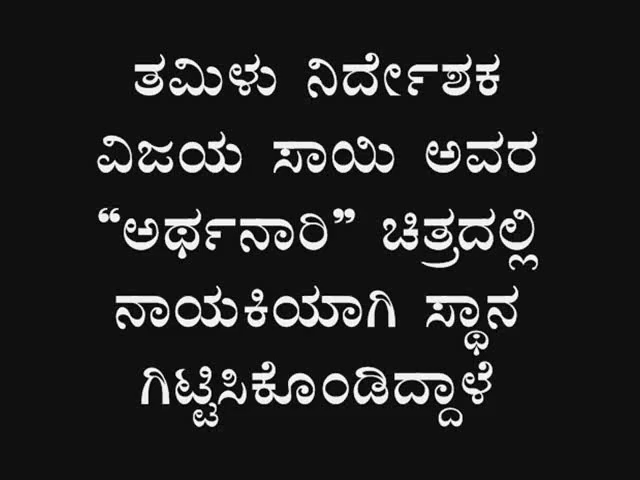 ತಮಿಳು ನಿರ್ದೇಶಕ
ವಿಜಯ ಸಾಯಿ ಅವರ
“ಅರ್ಥನಾರಿ” ಚಿತ್ರದಲ್ಲಿ
ನಾಯಕಿಯಾಗಿ ಸ್ಥಾನ
ಗಿಟ್ಟಿಸಿಕೊಂಡಿದ್ದಾಳೆ